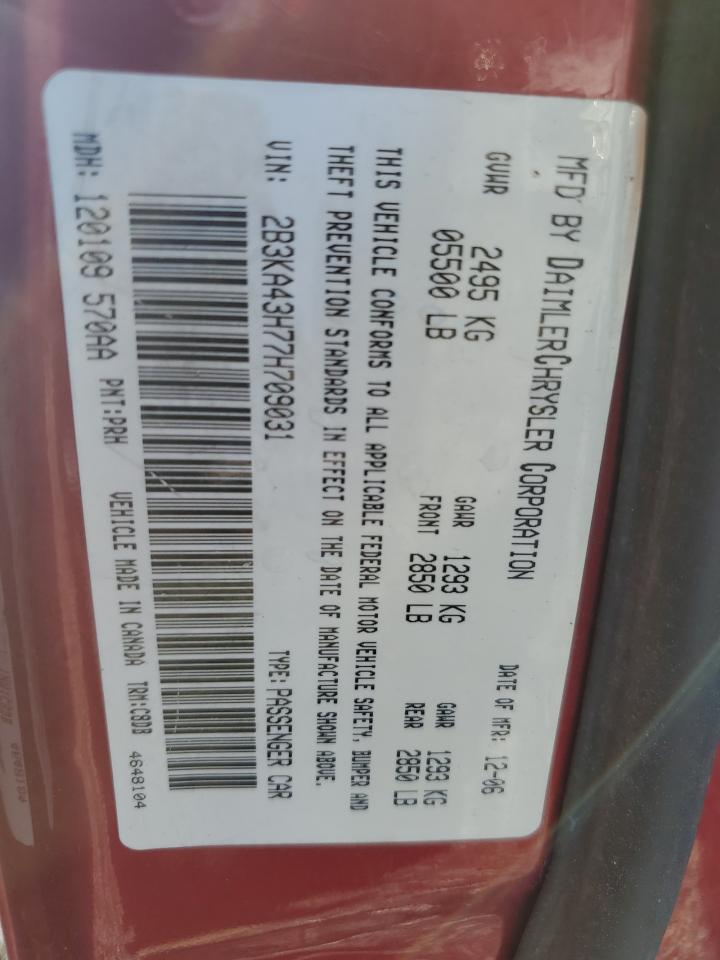 MFD BY DAIMLERCHRYSLER CORPORATION
DATE OF MFR: 12-06
GVWR 2495 KG
05500 LB
GAWR 1293 KG
FRONT 2850 LB
GAWR 1293 KG
REAR 2850 LB
THIS VEHICLE CONFORMS TO ALL APPLICABLE FEDERAL MOTOR VEHICLE SAFETY, BUMPER AND
THEFT PREVENTION STANDARDS IN EFFECT ON THE DATE OF MANUFACTURE SHOWN ABOVE.
VIN: 2B3KA43H77H709031
TYPE: PASSENGER CAR
MDH: 120109 570AA PNT:PRH VEHICLE MADE IN CANADA TRM:C8DB 4648104